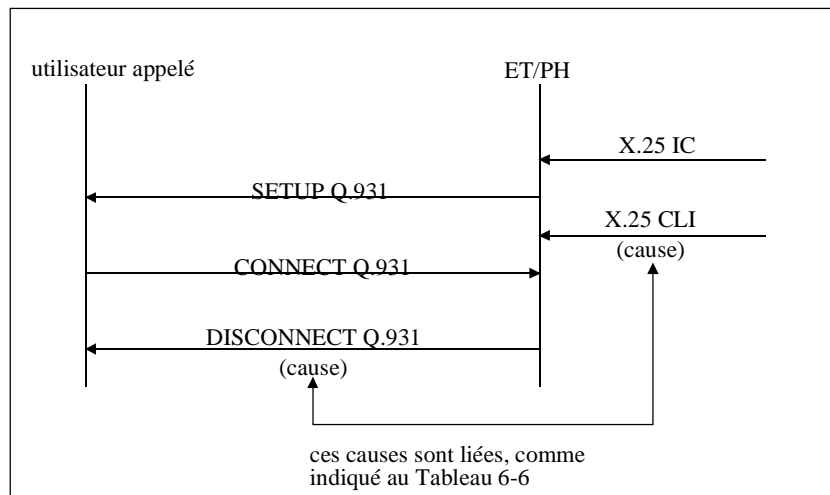 utilisateur appelé
ET/PH
X.25 IC
SETUP Q.931
X.25 CLI
(cause)
CONNECT Q.931
DISCONNECT Q.931
(cause)
ces causes sont liées, comme
indiqué au Tableau 6-6